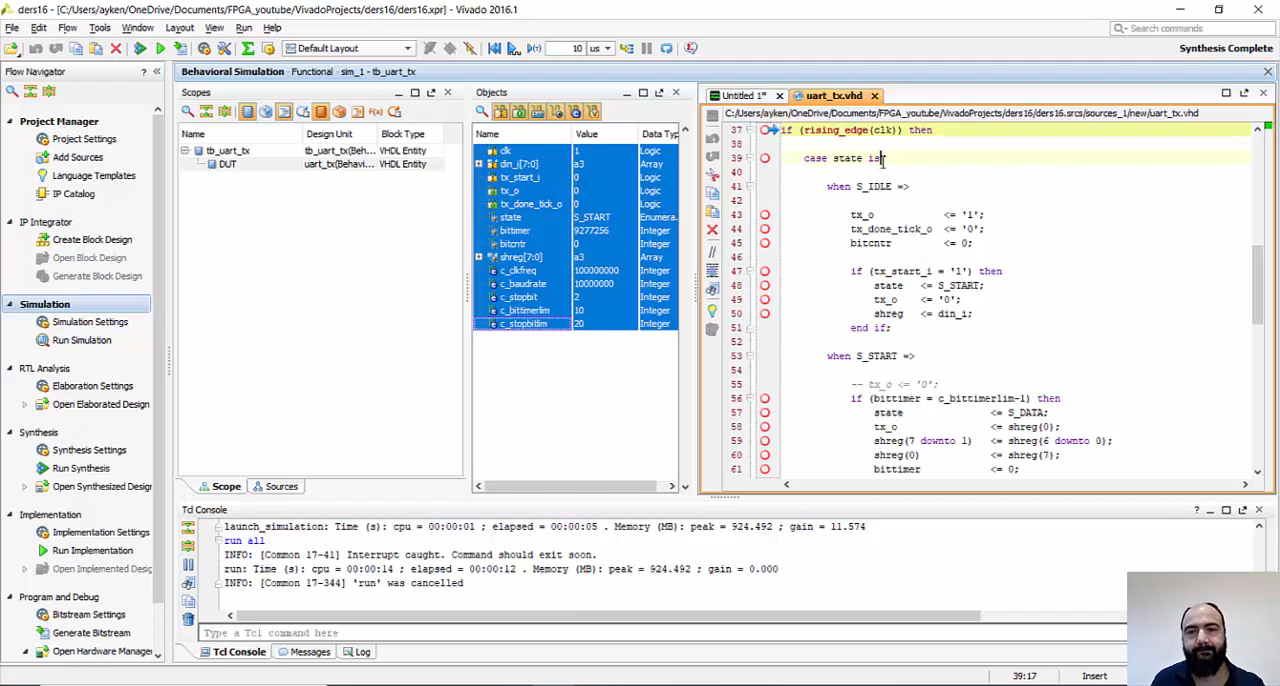 ders16 - [C:/Users/ayken/OneDrive/Documents/FPGA_youtube/VivadoProjects/ders16/ders16.xpr] - Vivado 2016.1
File Edit Flow Tools Window Layout View Run Help
Search commands
Default Layout 10 us Synthesis Complete
Flow Navigator
Project Manager
Project Settings
Add Sources
Language Templates
IP Catalog
IP Integrator
Create Block Design
Open Block Design
Generate Block Design
Simulation
Simulation Settings
Run Simulation
RTL Analysis
Elaboration Settings
Open Elaborated Design
Synthesis
Synthesis Settings
Run Synthesis
Open Synthesized Design
Implementation
Implementation Settings
Run Implementation
Open Implemented Desig
Program and Debug
Bitstream Settings
Generate Bitstream
Open Hardware Manager
Behavioral Simulation - Functional - sim_1 - tb_uart_tx
Scopes
Name Design Unit Block Type
tb_uart_tx tb_uart_tx(Beh... VHDL Entity
DUT uart_tx(Behavi... VHDL Entity
Scope Sources
Objects
Name Value Data Typ
clk 1 Logic
din_i[7:0] a3 Array
tx_start_i 0 Logic
tx_o 0 Logic
tx_done_tick_o 0 Logic
state S_START Enumera.
bittimer 9277256 Integer
bitcntr 0 Integer
shreg[7:0] a3 Array
c_clkfreq 100000000 Integer
c_baudrate 10000000 Integer
c_stopbit 2 Integer
c_bittimerlim 10 Integer
c_stopbitlim 20 Integer
Untitled 1* uart_tx.vhd
C:/Users/ayken/OneDrive/Documents/FPGA_youtube/VivadoProjects/ders16/ders16.srcs/sources_1/new/uart_tx.vhd
37 if (rising_edge(clk)) then
38
39 case state is
40
41 when S_IDLE =>
42
43 tx_o <= '1';
44 tx_done_tick_o <= '0';
45 bitcntr <= 0;
46
47 if (tx_start_i = '1') then
48 state <= S_START;
49 tx_o <= '0';
50 shreg <= din_i;
51 end if;
52
53 when S_START =>
54
55 -- tx_o <= '0';
56 if (bittimer = c_bittimerlim-1) then
57 state <= S_DATA;
58 tx_o <= shreg(0);
59 shreg(7 downto 1) <= shreg(6 downto 0);
60 shreg(0) <= shreg(7);
61 bittimer <= 0;
Tcl Console
launch_simulation: Time (s): cpu = 00:00:01 ; elapsed = 00:00:05 . Memory (MB): peak = 924.492 ; gain = 11.574
run all
INFO: [Common 17-41] Interrupt caught. Command should exit soon.
run: Time (s): cpu = 00:00:14 ; elapsed = 00:00:12 . Memory (MB): peak = 924.492 ; gain = 0.000
INFO: [Common 17-344] 'run' was cancelled
Type a Tcl command here
Tcl Console Messages Log
39:17 Insert